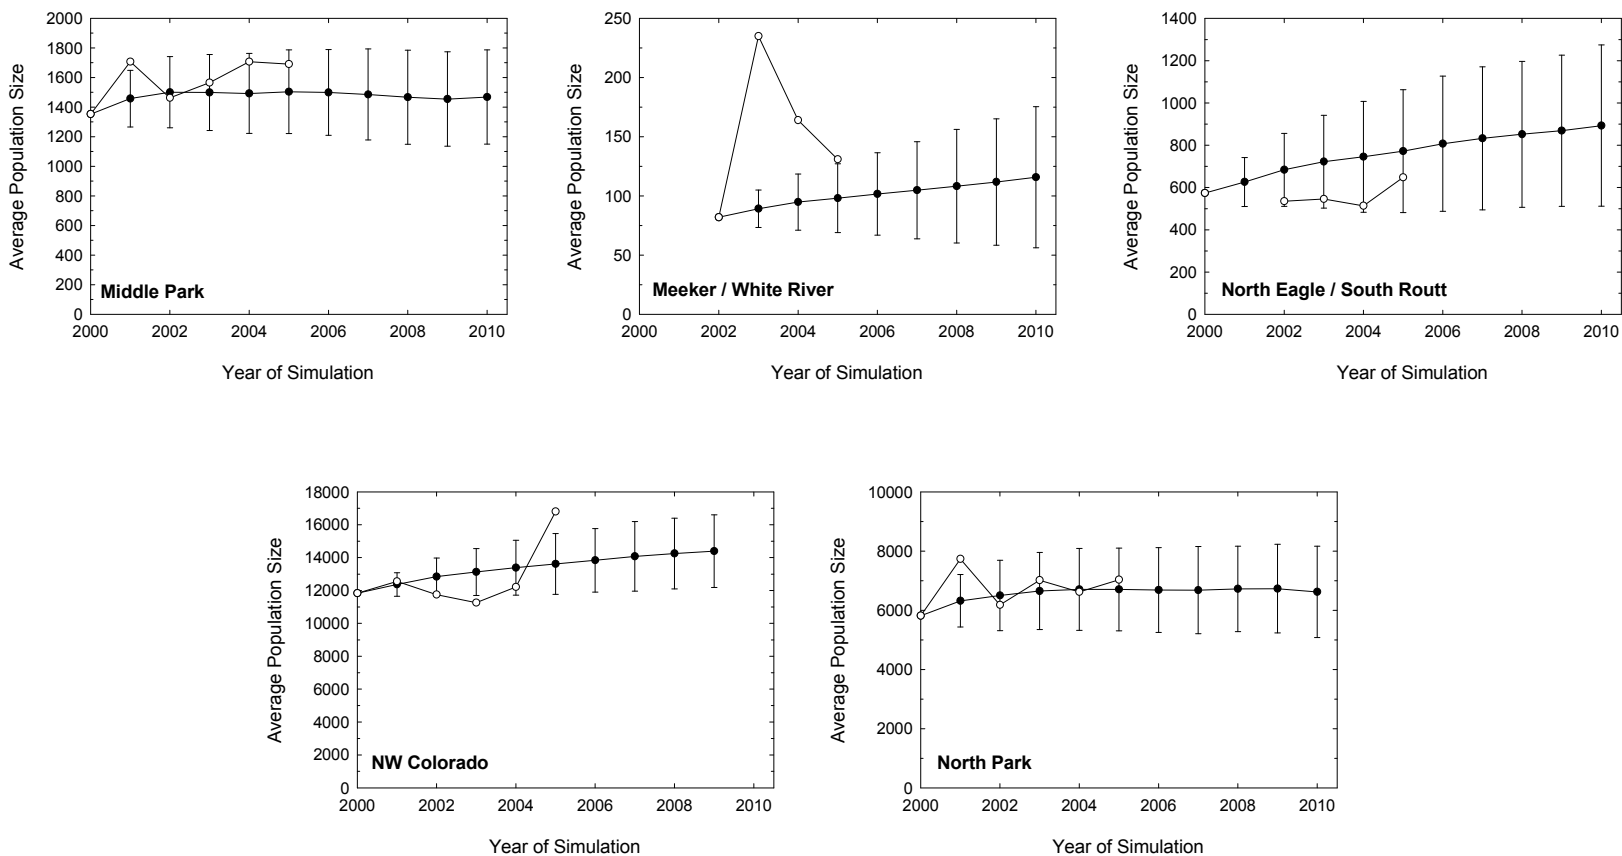 Average Population Size
2000
1800
1600
1400
1200
1000
800
600
400
200
0
Middle Park
2000 2002 2004 2006 2008 2010
Year of Simulation
Average Population Size
250
200
150
100
50
0
Meeker / White River
2000 2002 2004 2006 2008 2010
Year of Simulation
Average Population Size
1400
1200
1000
800
600
400
200
0
North Eagle / South Routt
2000 2002 2004 2006 2008 2010
Year of Simulation
Average Population Size
18000
16000
14000
12000
10000
8000
6000
4000
2000
0
NW Colorado
2000 2002 2004 2006 2008 2010
Year of Simulation
Average Population Size
10000
8000
6000
4000
2000
0
North Park
2000 2002 2004 2006 2008 2010
Year of Simulation